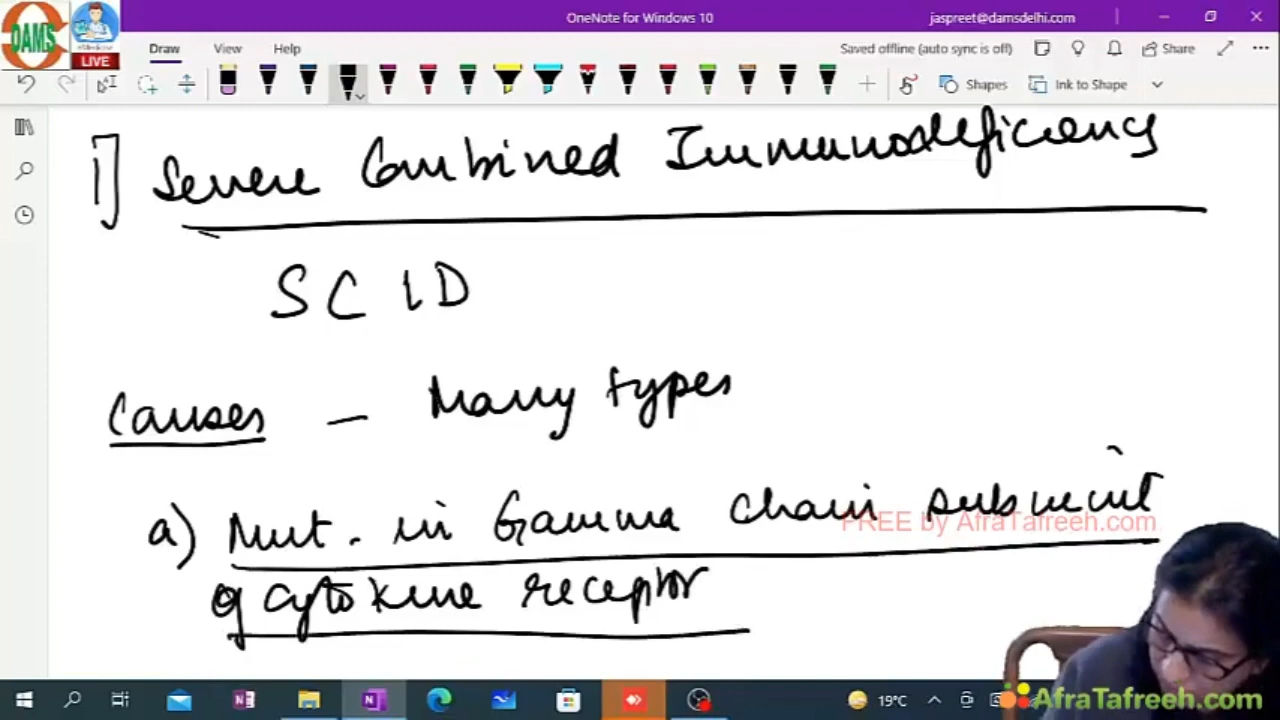 OneNote for Windows 10
jaspreet@damsdelhi.com
DAMS
eMedicoz
LIVE
Draw View Help
Saved offline (auto sync is off)
Share
Shapes
Ink to Shape
1] Severe Combined Immunodeficiency
SCID
Causes - Many types
a) Mut. in Gamma chain subunit
FREE by AfraTafreeh.com
of cytokine receptor
19°C
AfraTafreeh.com